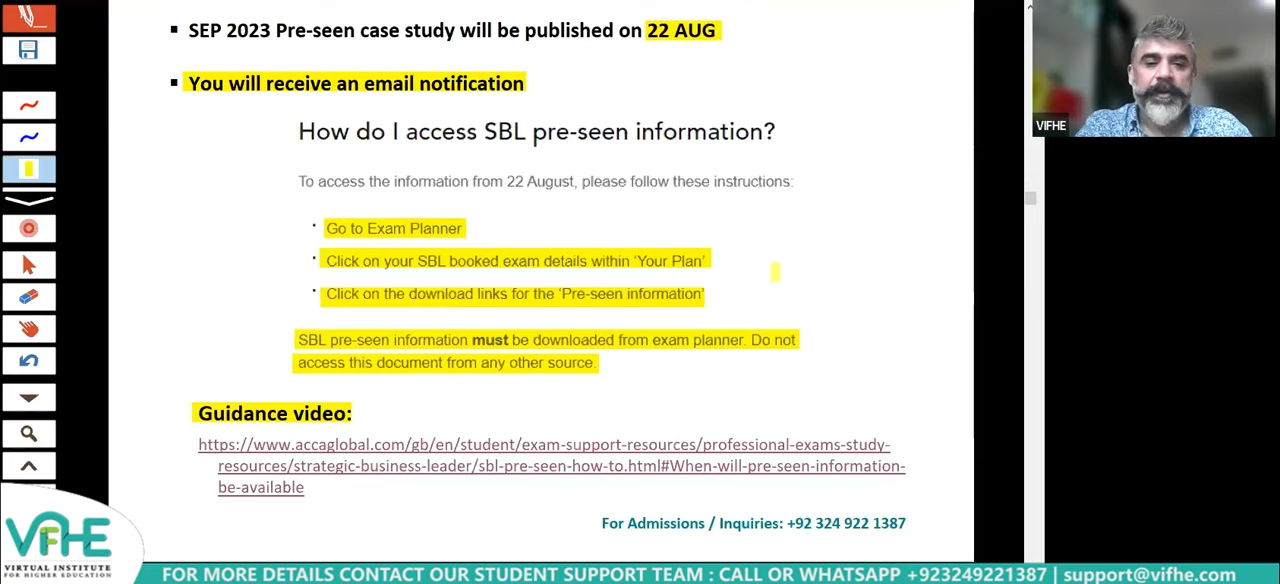 SEP 2023 Pre-seen case study will be published on 22 AUG
You will receive an email notification
How do I access SBL pre-seen information?
To access the information from 22 August, please follow these instructions:
Go to Exam Planner
Click on your SBL booked exam details within 'Your Plan'
Click on the download links for the 'Pre-seen information'
SBL pre-seen information must be downloaded from exam planner. Do not
access this document from any other source.
Guidance video:
https://www.accaglobal.com/gb/en/student/exam-support-resources/professional-exams-study-
resources/strategic-business-leader/sbl-pre-seen-how-to.html#When-will-pre-seen-information-
be-available
For Admissions / Inquiries: +92 324 922 1387
VIFHE
VIFHE
VIRTUAL INSTITUTE
FOR HIGHER EDUCATION
FOR MORE DETAILS CONTACT OUR STUDENT SUPPORT TEAM : CALL OR WHATSAPP +923249221387 | support@vifhe.com